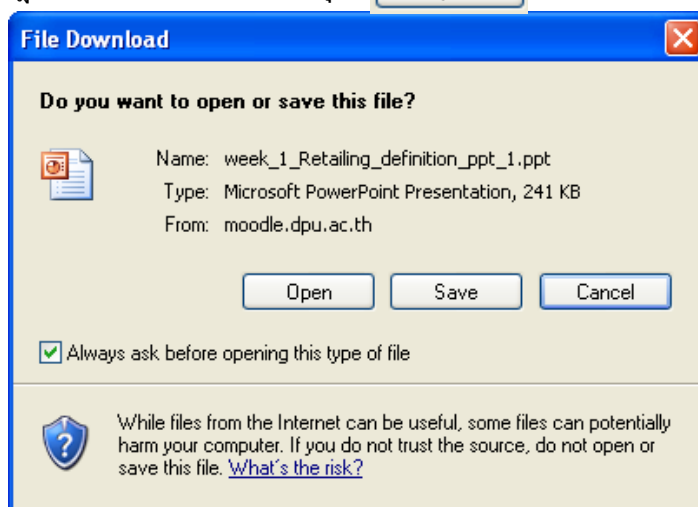 File Download
Do you want to open or save this file?
Name: week_1_Retailing_definition_ppt_1.ppt
Type: Microsoft PowerPoint Presentation, 241 KB
From: moodle.dpu.ac.th
Open Save Cancel
Always ask before opening this type of file
While files from the Internet can be useful, some files can potentially
harm your computer. If you do not trust the source, do not open or
save this file. What's the risk?